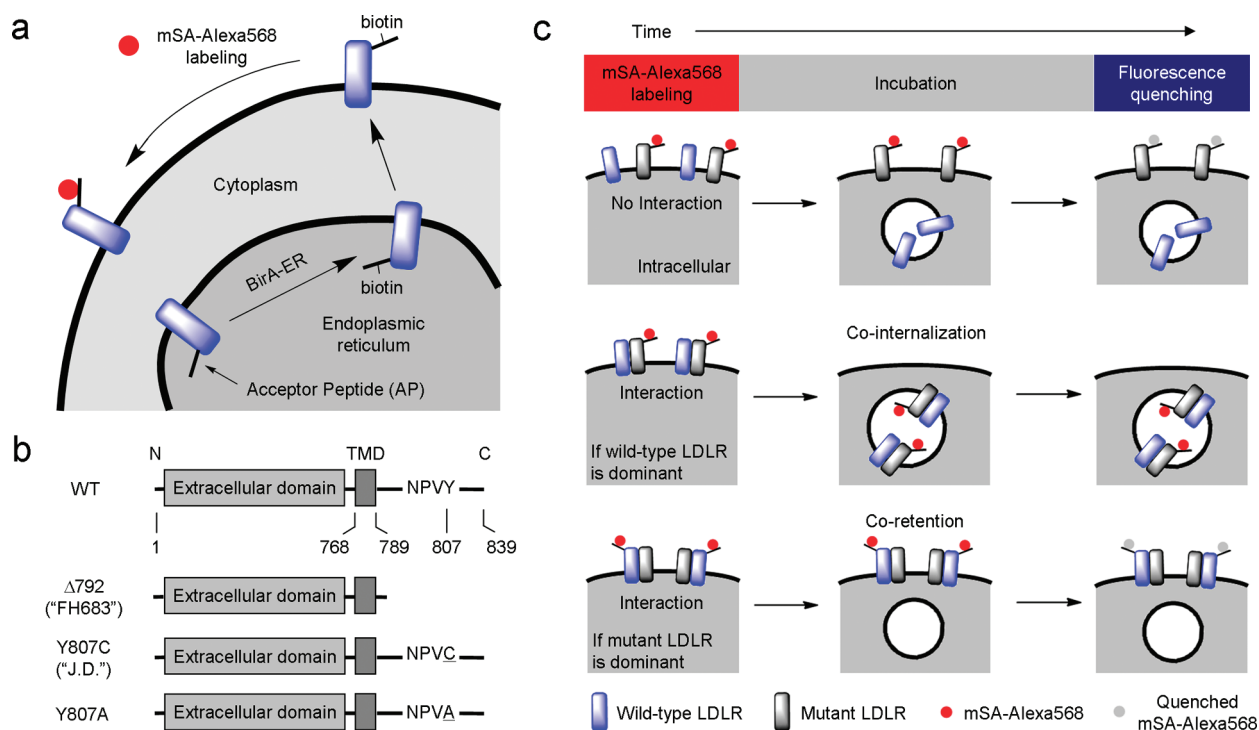 a
biotin
mSA-Alexa568
labeling
Cytoplasm
BirA-ER
biotin
Endoplasmic
reticulum
Acceptor Peptide (AP)
b
N
TMD
C
WT
Extracellular domain
NPVY
1
768
789
807
839
Δ792
("FH683")
Extracellular domain
Y807C
("J.D.")
Extracellular domain
NPVC
Y807A
Extracellular domain
NPVA
c
Time
mSA-Alexa568
labeling
Incubation
Fluorescence
quenching
No Interaction
Intracellular
Co-internalization
Interaction
If wild-type LDLR
is dominant
Co-retention
Interaction
If mutant LDLR
is dominant
Wild-type LDLR
Mutant LDLR
mSA-Alexa568
Quenched
mSA-Alexa568